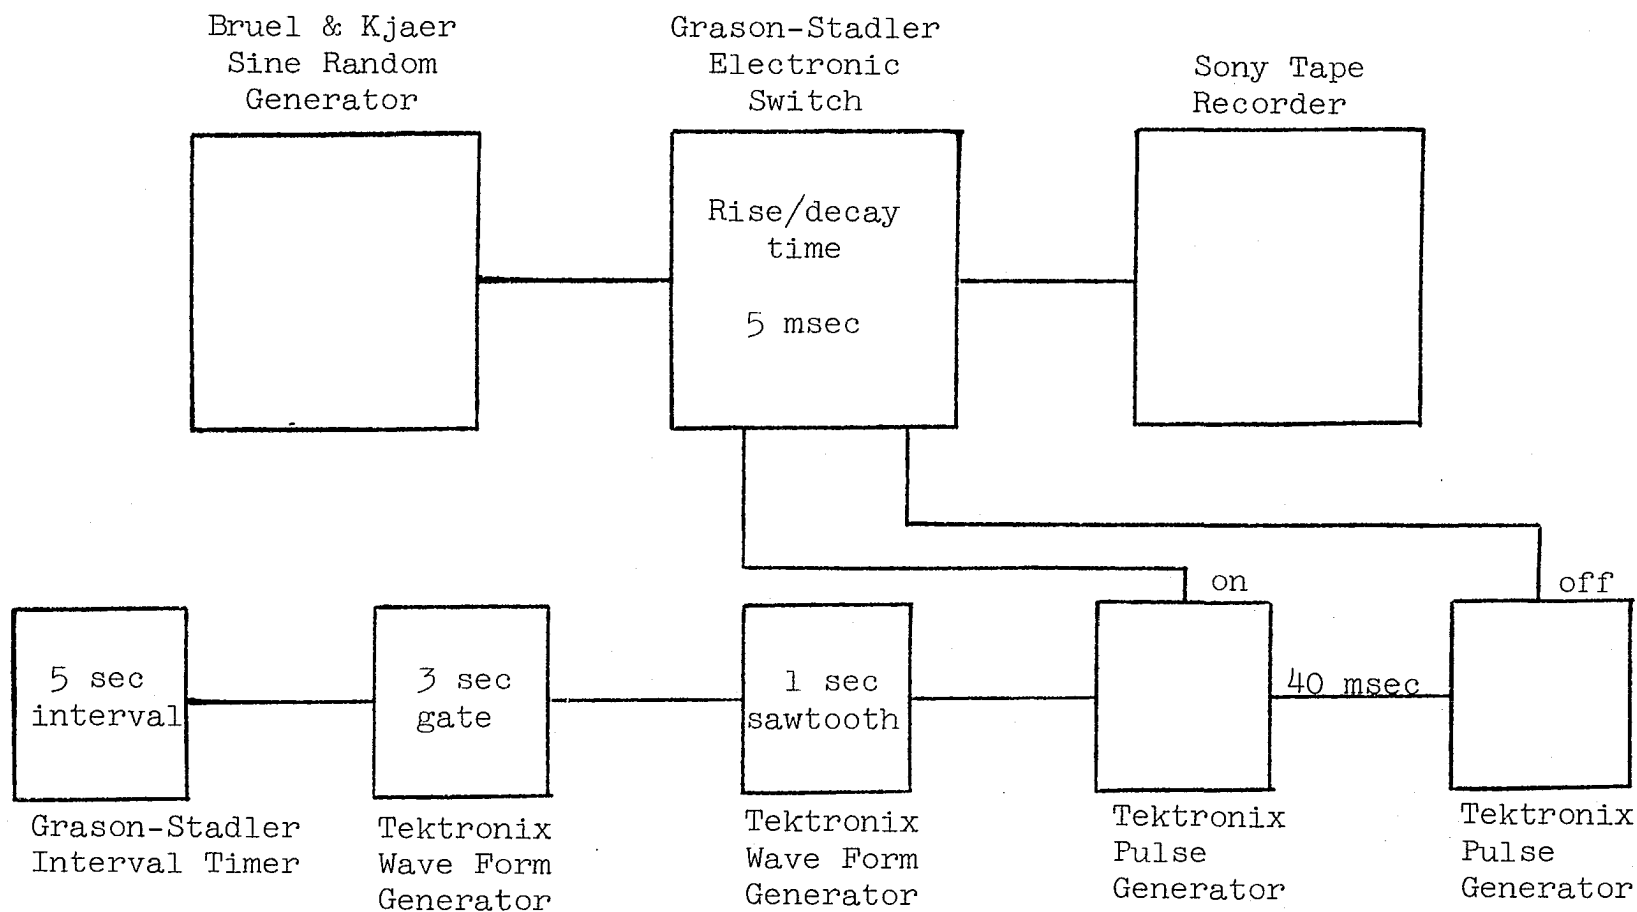 Bruel & Kjaer
Sine Random
Generator
Grason-Stadler
Electronic
Switch
Sony Tape
Recorder
Rise/decay
time
5 msec
on
off
5 sec
interval
3 sec
gate
1 sec
sawtooth
40 msec
Grason-Stadler
Interval Timer
Tektronix
Wave Form
Generator
Tektronix
Wave Form
Generator
Tektronix
Pulse
Generator
Tektronix
Pulse
Generator